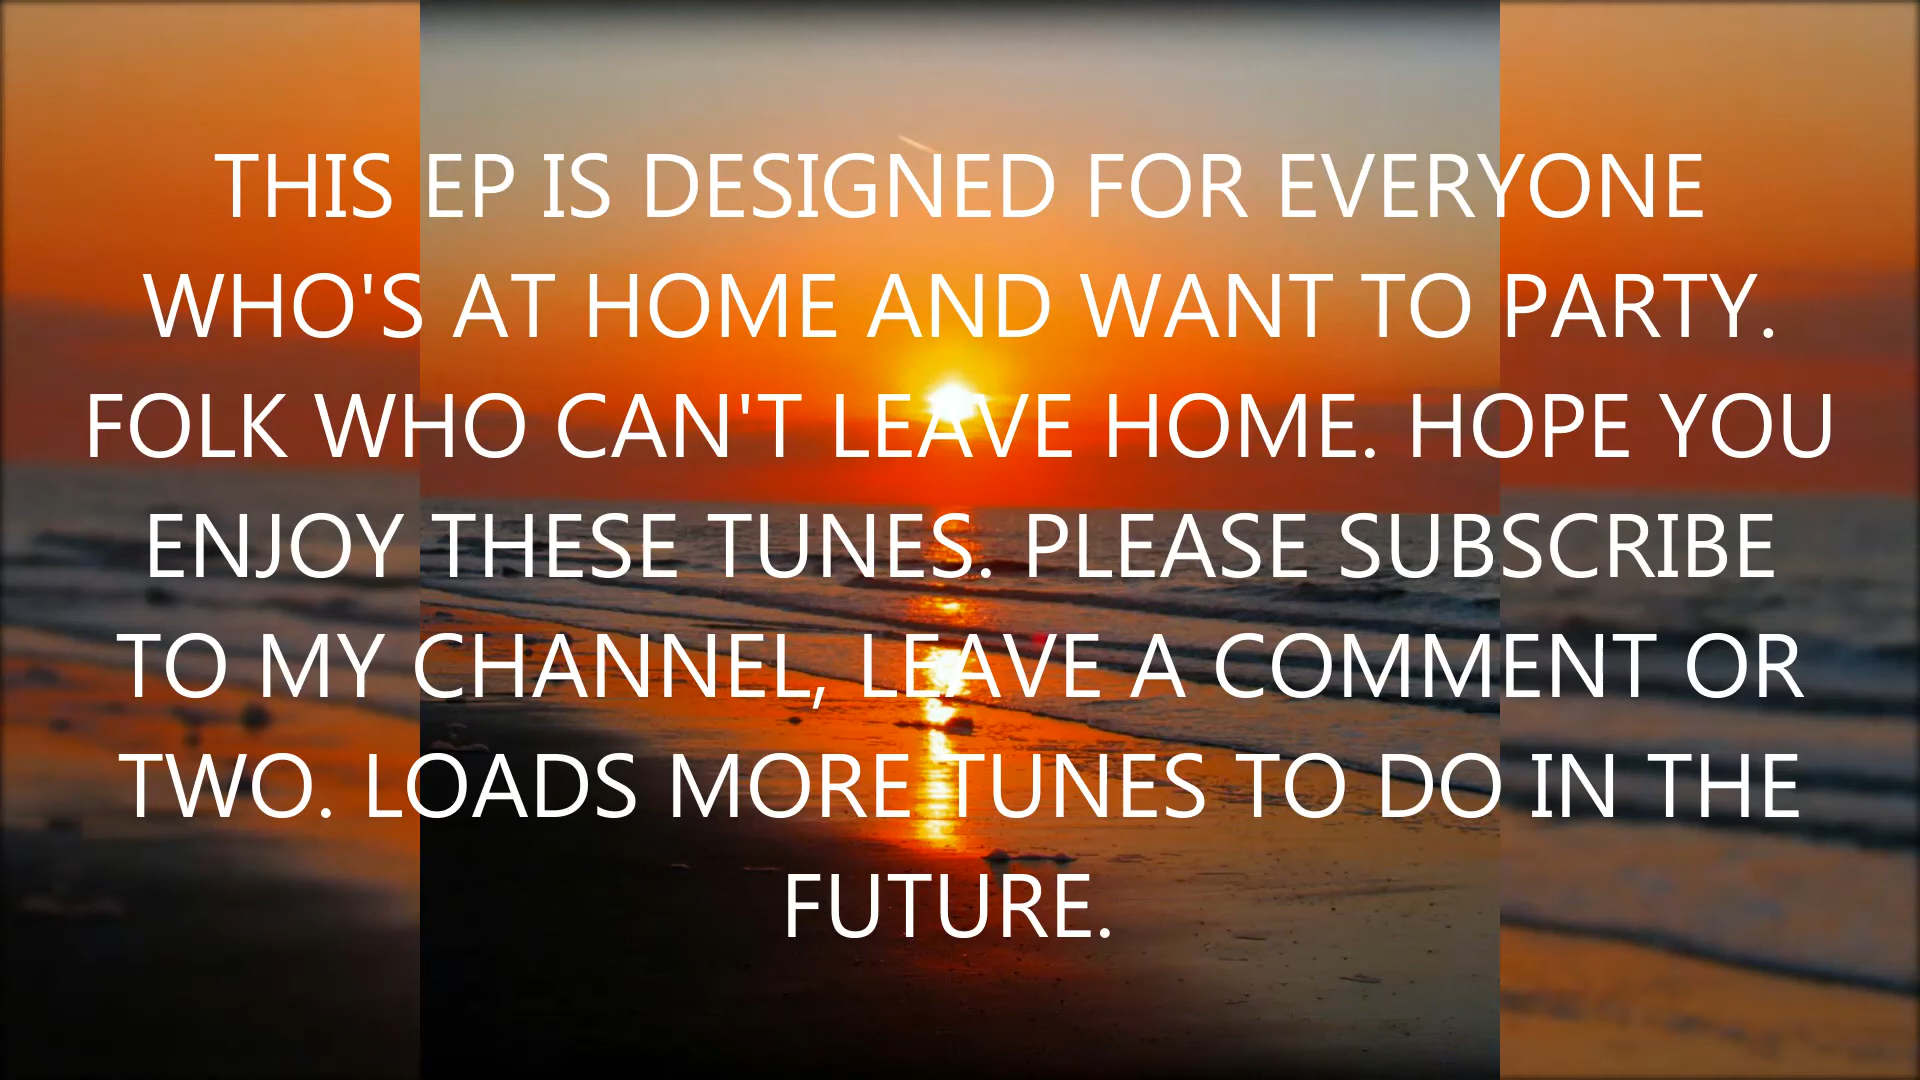 THIS EP IS DESIGNED FOR EVERYONE
WHO'S AT HOME AND WANT TO PARTY.
FOLK WHO CAN'T LEAVE HOME. HOPE YOU
ENJOY THESE TUNES. PLEASE SUBSCRIBE
TO MY CHANNEL, LEAVE A COMMENT OR
TWO. LOADS MORE TUNES TO DO IN THE
FUTURE.